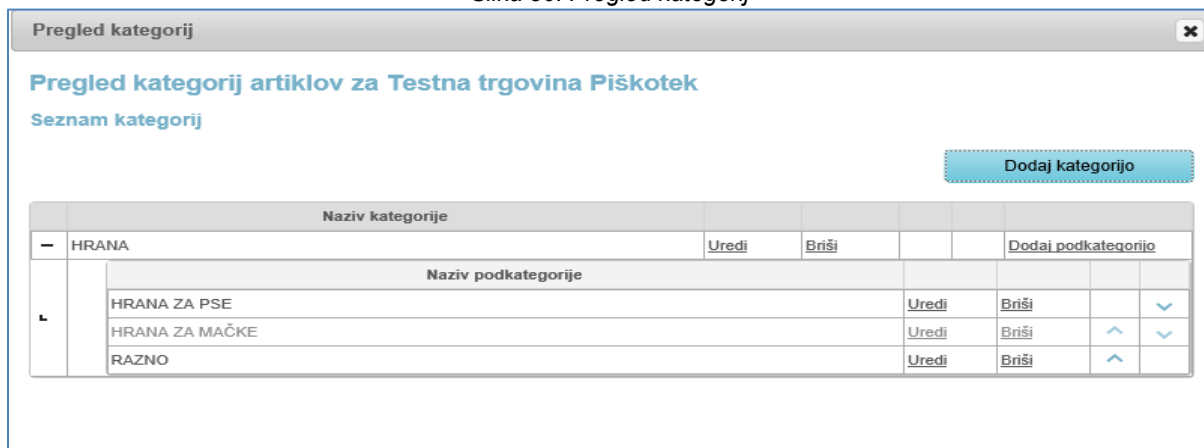 Pregled kategorij
Pregled kategorij artiklov za Testna trgovina Piškotek
Seznam kategorij
Dodaj kategorijo
Naziv kategorije
HRANA Uredi Briši Dodaj podkategorijo
Naziv podkategorije
HRANA ZA PSE Uredi Briši
HRANA ZA MAČKE Uredi Briši
RAZNO Uredi Briši